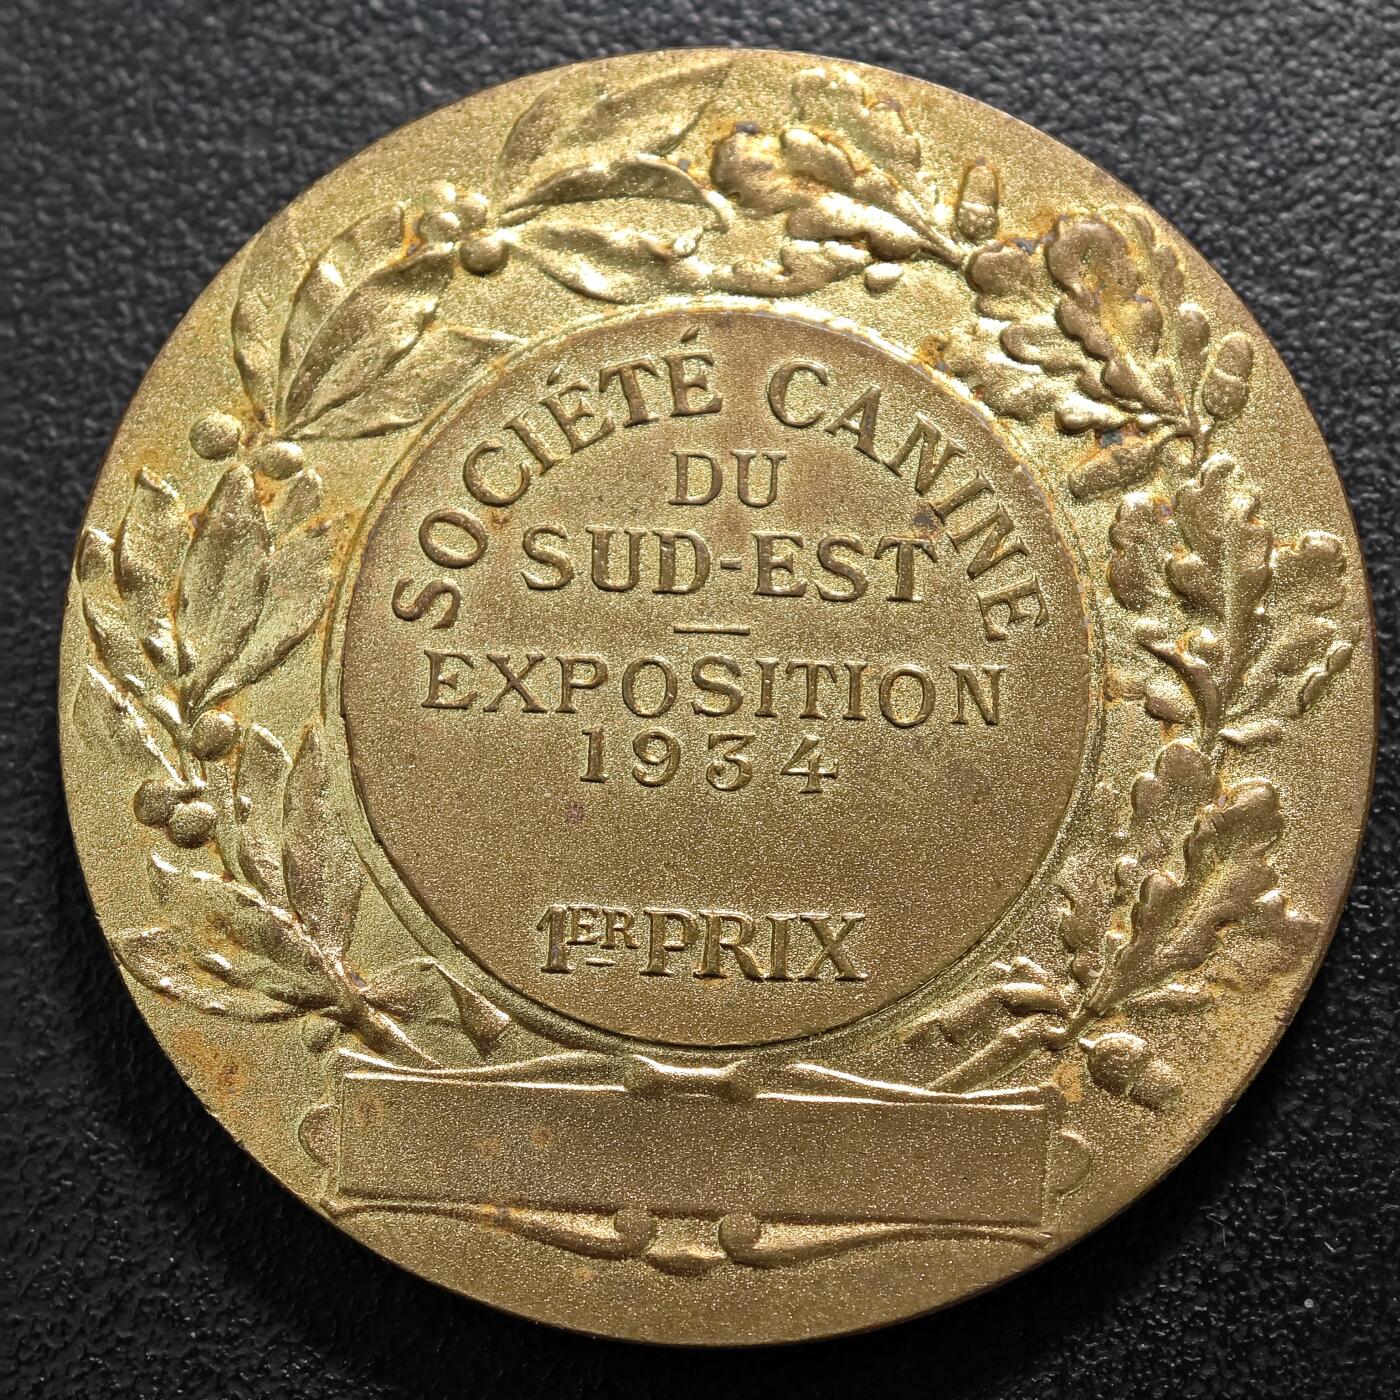 SOCIÉTÉ CANINE
DU
SUD-EST
EXPOSITION
1934
1ER PRIX